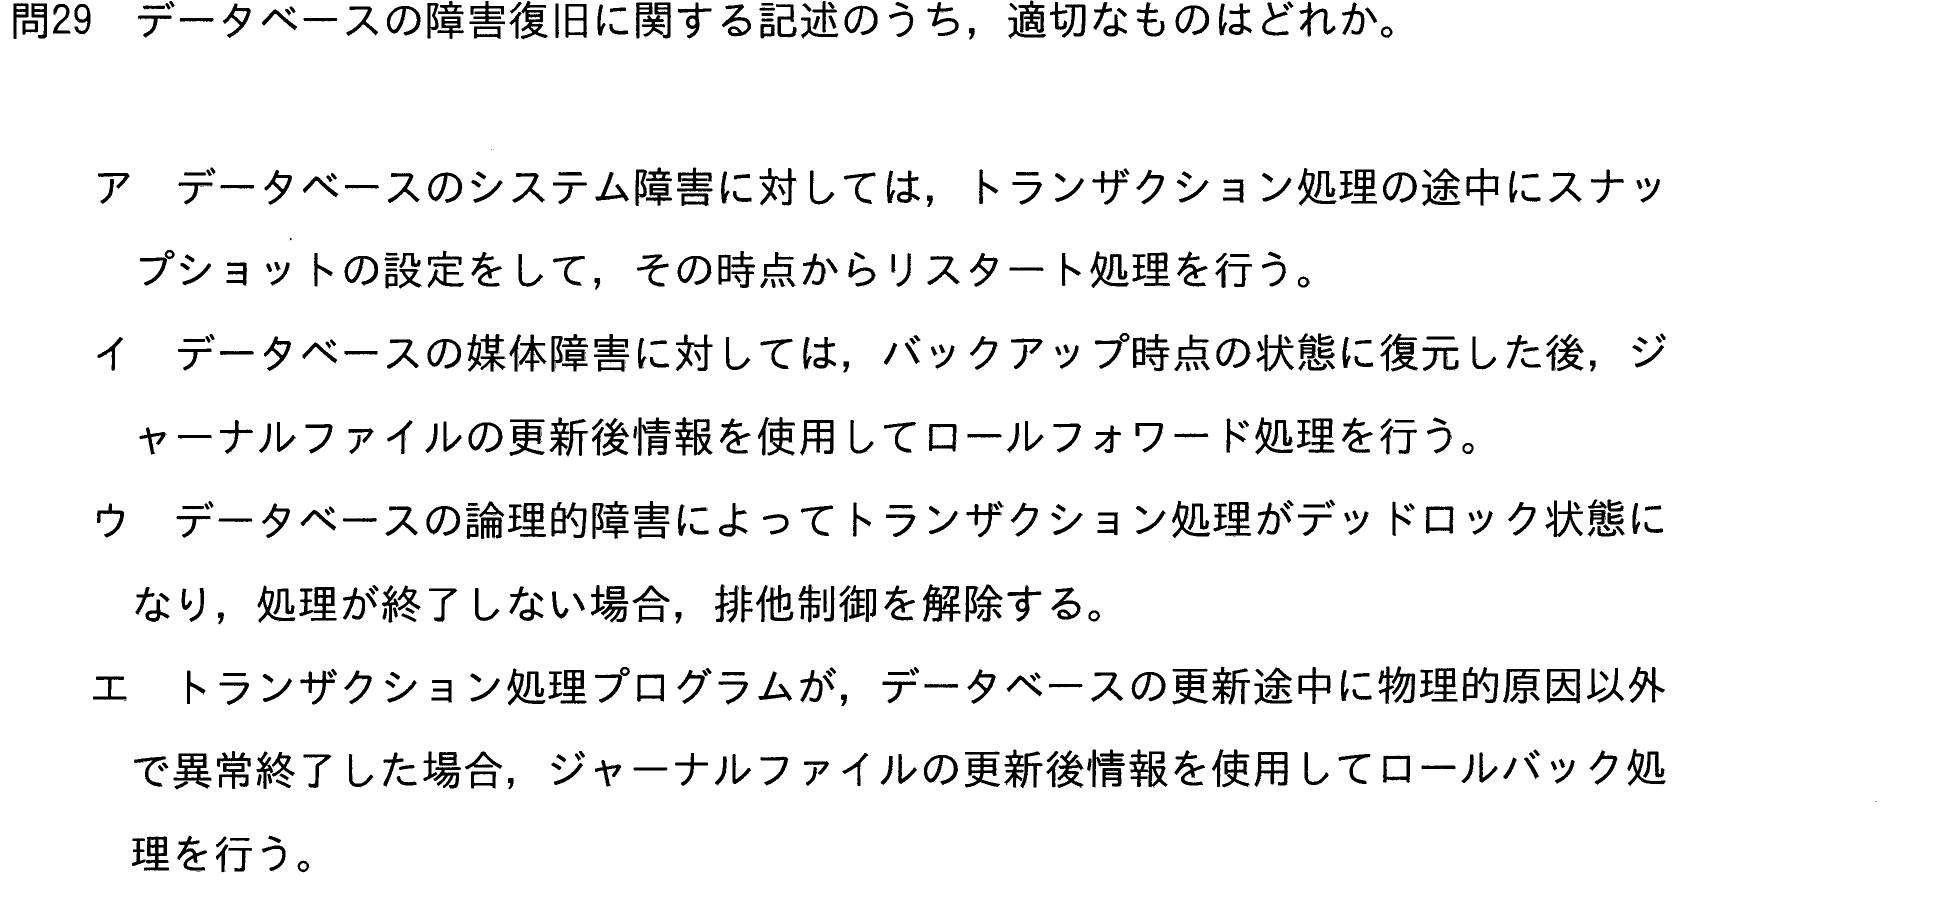 問29　データベースの障害復旧に関する記述のうち，適切なものはどれか。
ア　データベースのシステム障害に対しては，トランザクション処理の途中にスナッ
プショットの設定をして，その時点からリスタート処理を行う。
イ　データベースの媒体障害に対しては，バックアップ時点の状態に復元した後，ジ
ャーナルファイルの更新後情報を使用してロールフォワード処理を行う。
ウ　データベースの論理的障害によってトランザクション処理がデッドロック状態に
なり，処理が終了しない場合，排他制御を解除する。
エ　トランザクション処理プログラムが，データベースの更新途中に物理的原因以外
で異常終了した場合，ジャーナルファイルの更新後情報を使用してロールバック処
理を行う。